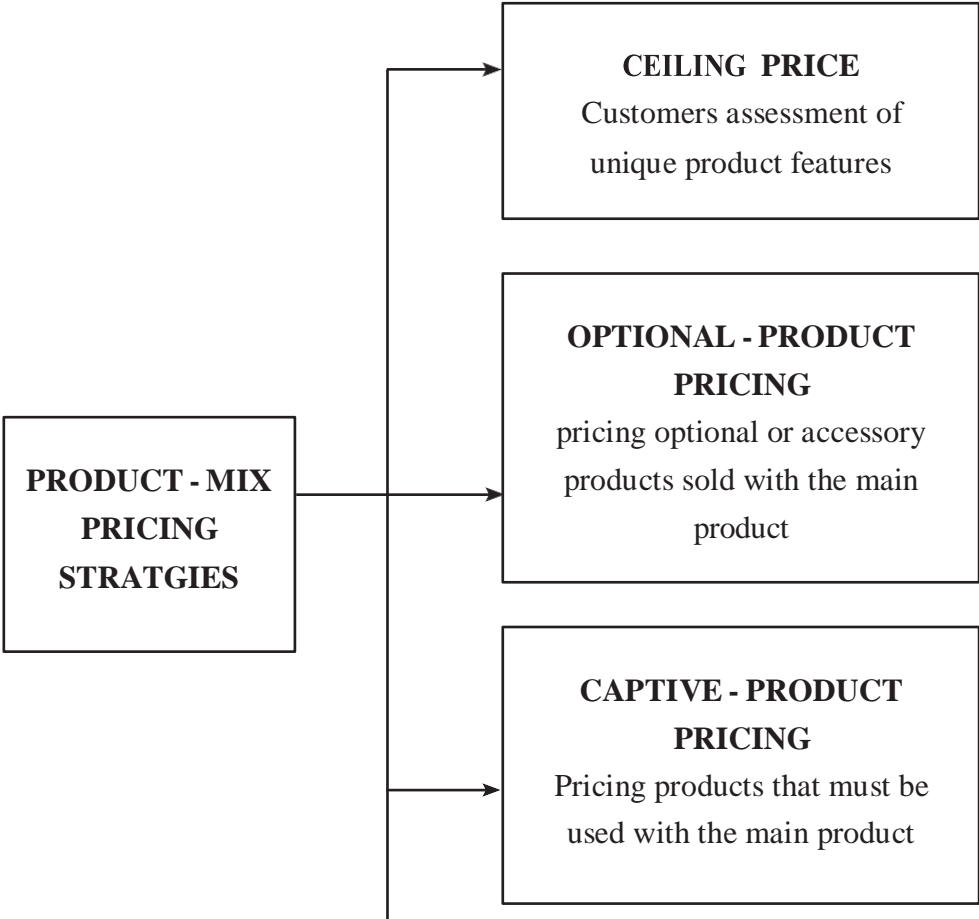 CEILING PRICE
Customers assessment of
unique product features
OPTIONAL - PRODUCT
PRICING
pricing optional or accessory
products sold with the main
product
PRODUCT - MIX
PRICING
STRATGIES
CAPTIVE - PRODUCT
PRICING
Pricing products that must be
used with the main product